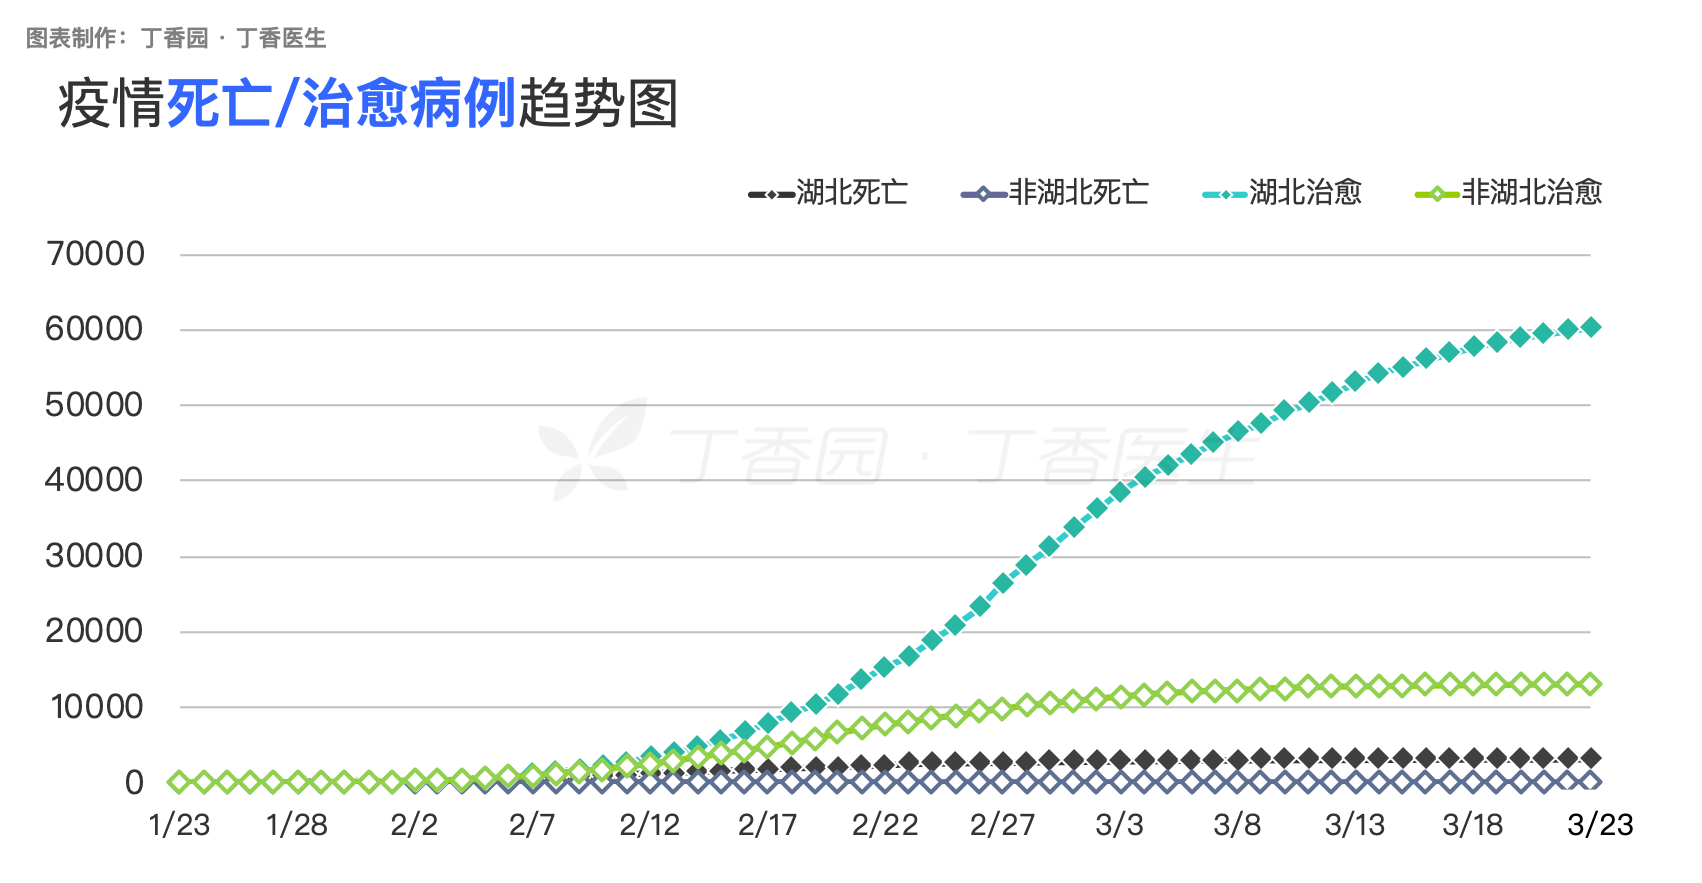 图表制作：丁香园 · 丁香医生
疫情死亡/治愈病例趋势图
湖北死亡 非湖北死亡 湖北治愈 非湖北治愈
70000
60000
50000
40000
30000
20000
10000
0
丁香园 · 丁香医生
1/23 1/28 2/2 2/7 2/12 2/17 2/22 2/27 3/3 3/8 3/13 3/18 3/23